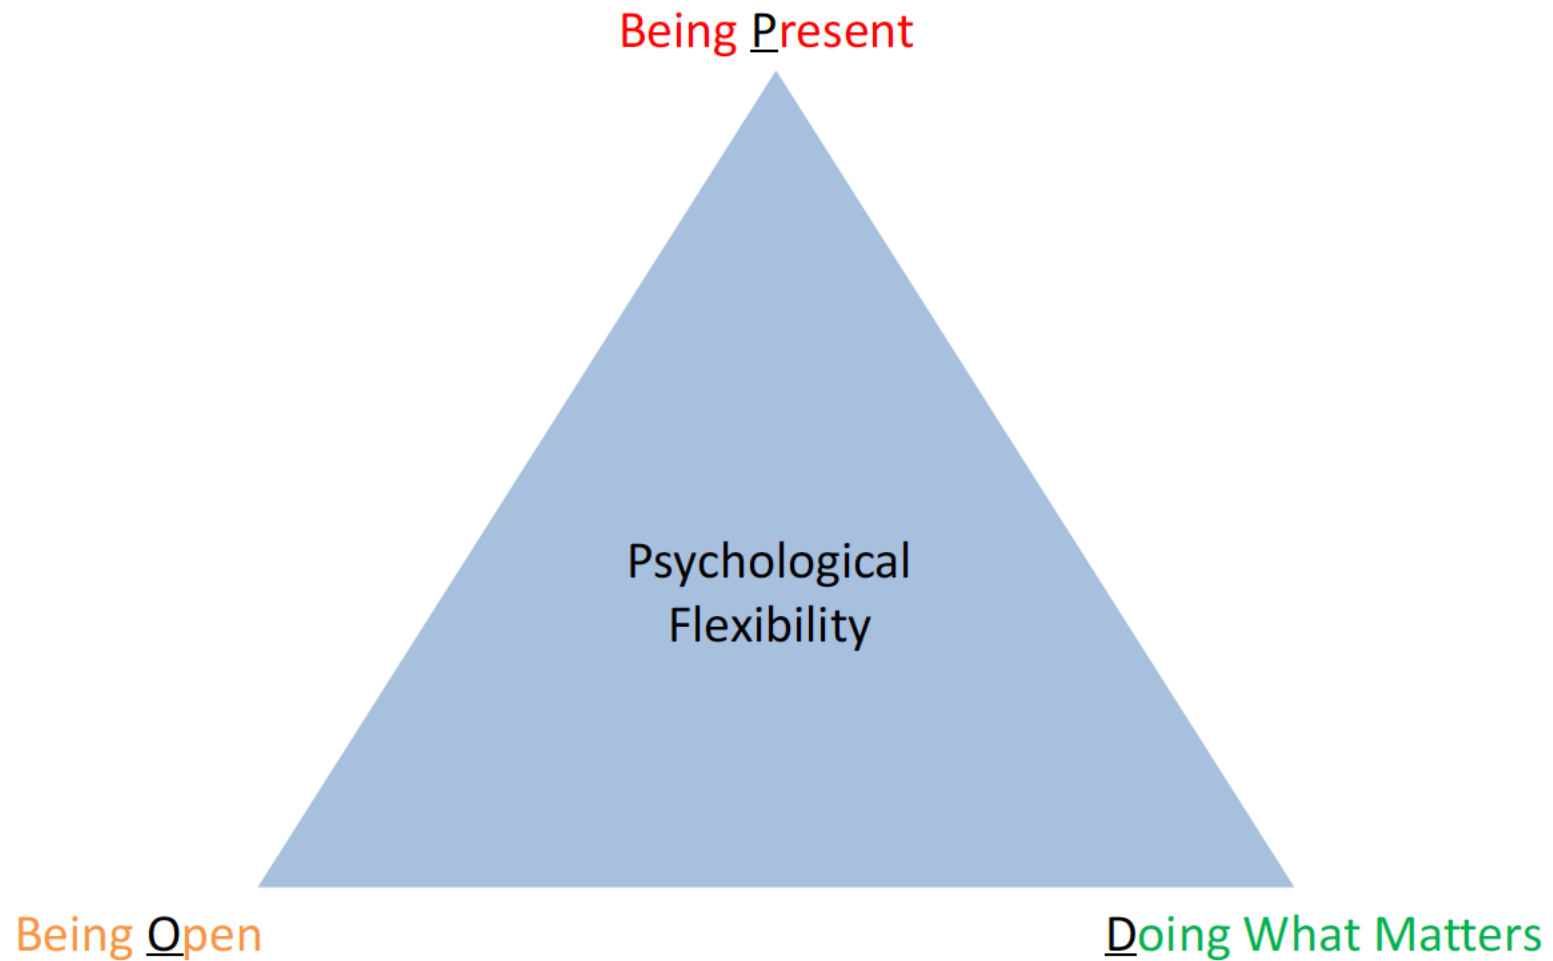 Being Present
Psychological
Flexibility
Being Open
Doing What Matters